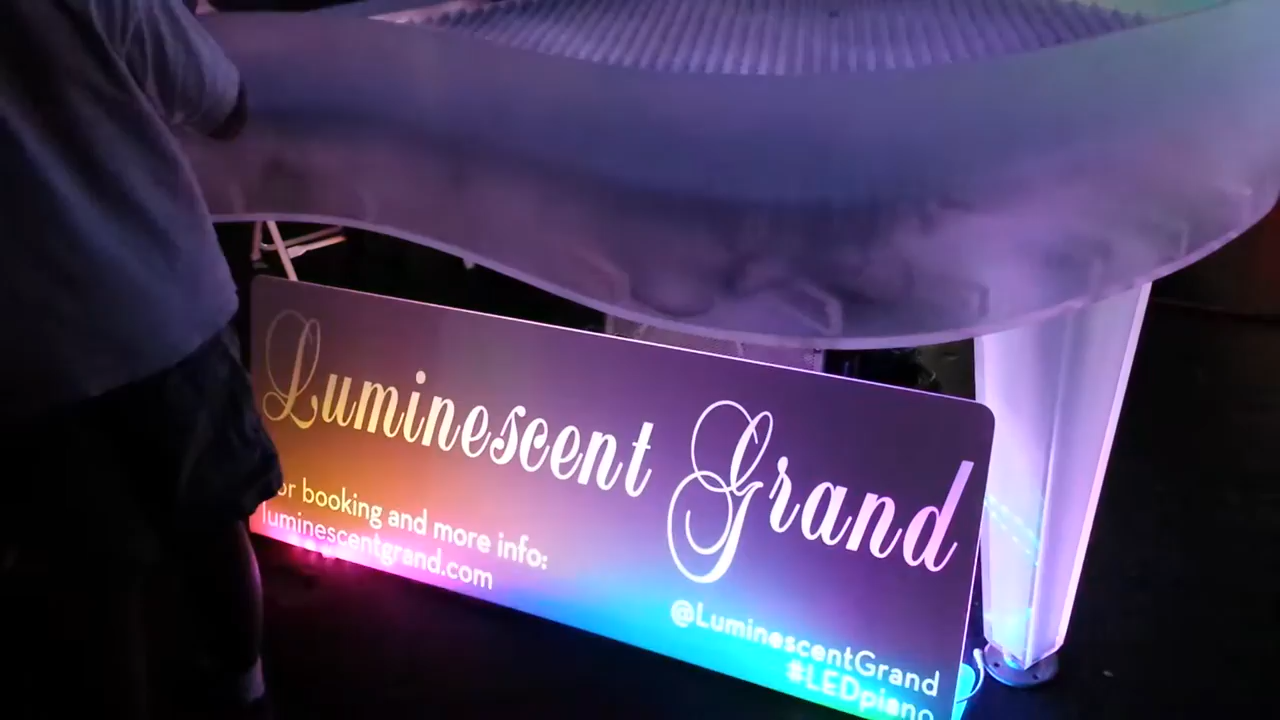 Luminescent Grand
or booking and more info:
luminescentgrand.com
@LuminescentGrand
#LEDpiano